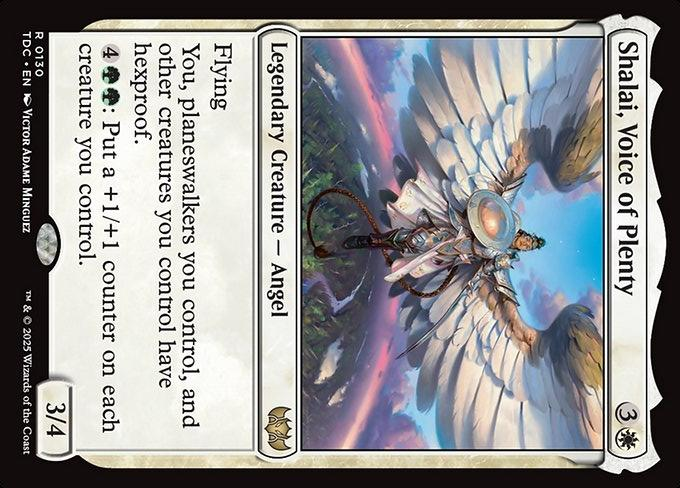 Shalai, Voice of Plenty
3
Legendary Creature — Angel
Flying
You, planeswalkers you control, and
other creatures you control have
hexproof.
4: Put a +1/+1 counter on each
creature you control.
3/4
R 0130
TDC • EN VICTOR ADAME MINGUEZ
™ & © 2025 Wizards of the Coast